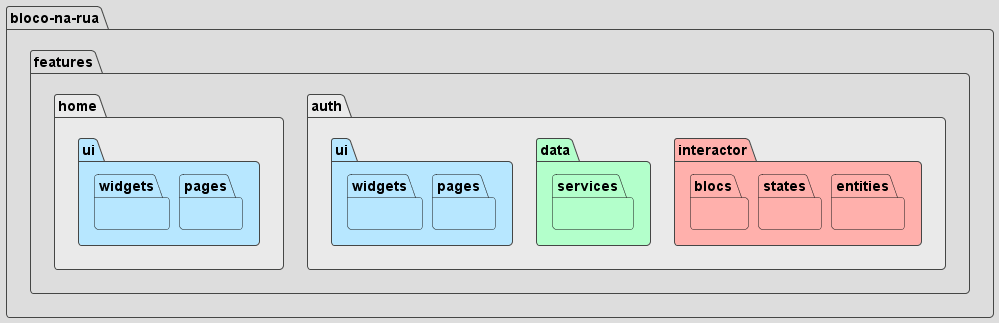 bloco-na-rua
features
home
auth
ui
ui
data
interactor
widgets
pages
widgets
pages
services
blocs
states
entities